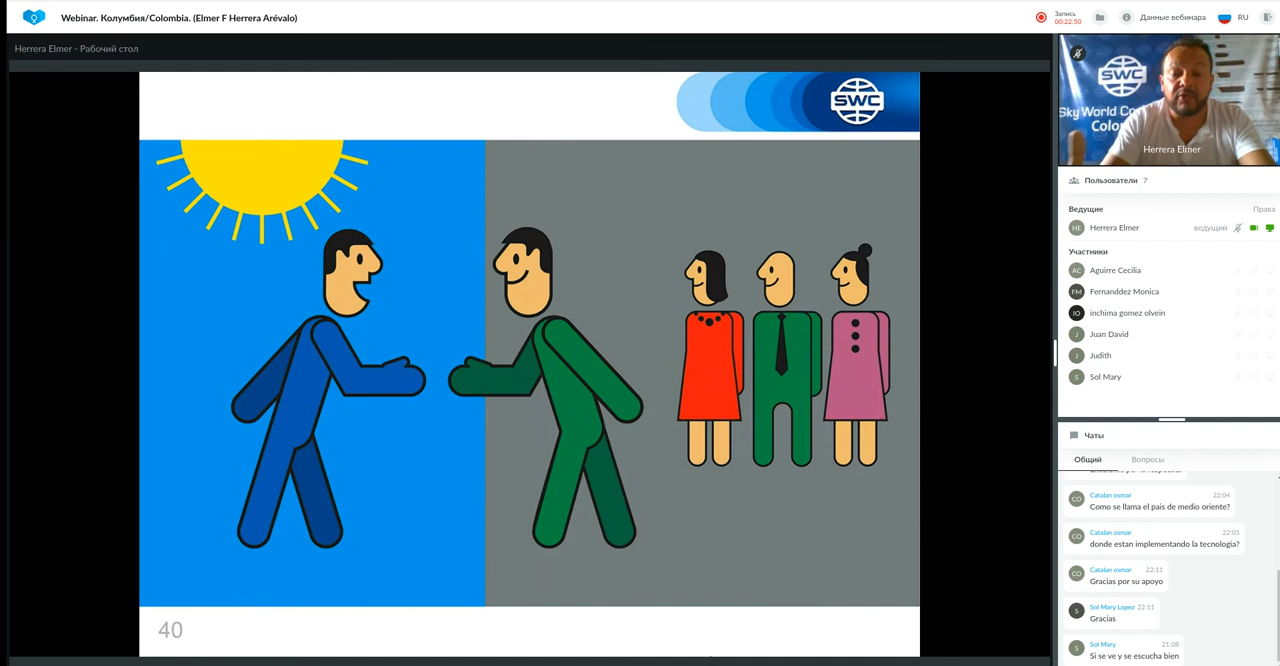 Webinar. Колумбия/Colombia. (Elmer F Herrera Arévalo)
Запись
00:22:50
Данные вебинара
RU
Herrera Elmer - Рабочий стол
SWC
SWC
Sky World Co
Colo
Herrera Elmer
40
Пользователи 7
Ведущие Права
HE Herrera Elmer ведущий
Участники
AC Aguirre Cecilia
FM Fernanddez Monica
IO inchima gomez olvein
J Juan David
J Judith
S Sol Mary
Чаты
Общий Вопросы
CO Catalan osmar 22:04
Como se llama el pais de medio oriente?
CO Catalan osmar 22:05
donde estan implementando la tecnologia?
CO Catalan osmar 22:11
Gracias por su apoyo
S Sol Mary Lopez 22:11
Gracias
S Sol Mary 21:08
Si se ve y se escucha bien